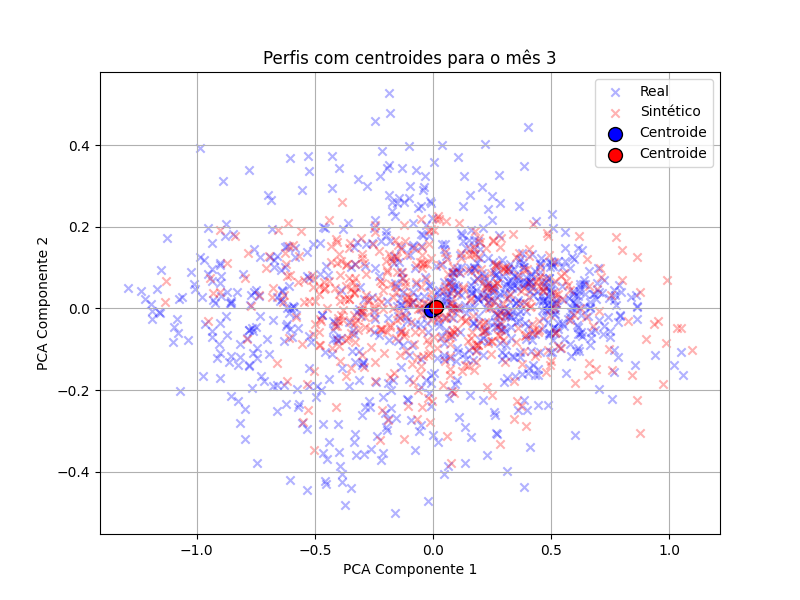 Perfis com centroides para o mês 3
Real
Sintético
Centroide
Centroide
PCA Componente 2
0.4
0.2
0.0
−0.2
−0.4
−1.0
−0.5
0.0
0.5
1.0
PCA Componente 1